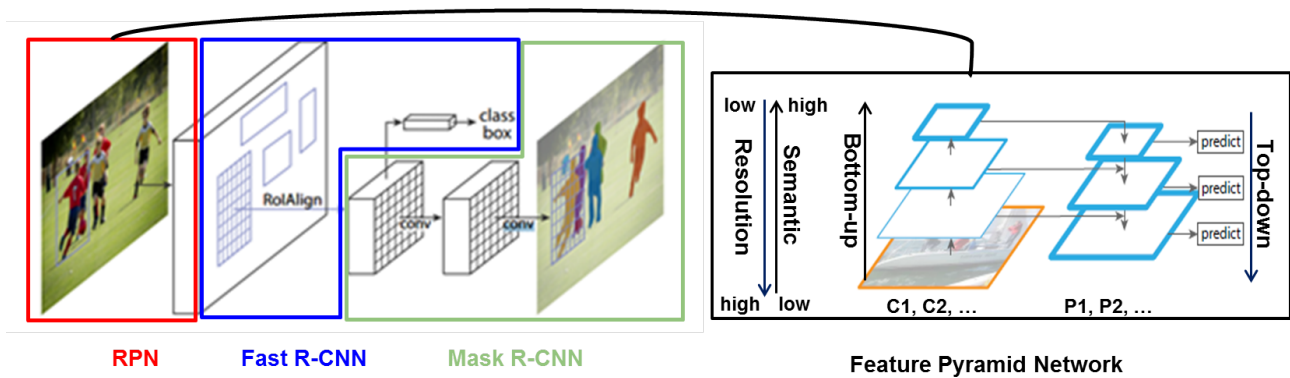 class
box
RoIAlign
conv
conv
RPN
Fast R-CNN
Mask R-CNN
low
high
Resolution
Semantic
Bottom-up
high
low
predict
predict
predict
Top-down
C1, C2, ...
P1, P2, ...
Feature Pyramid Network